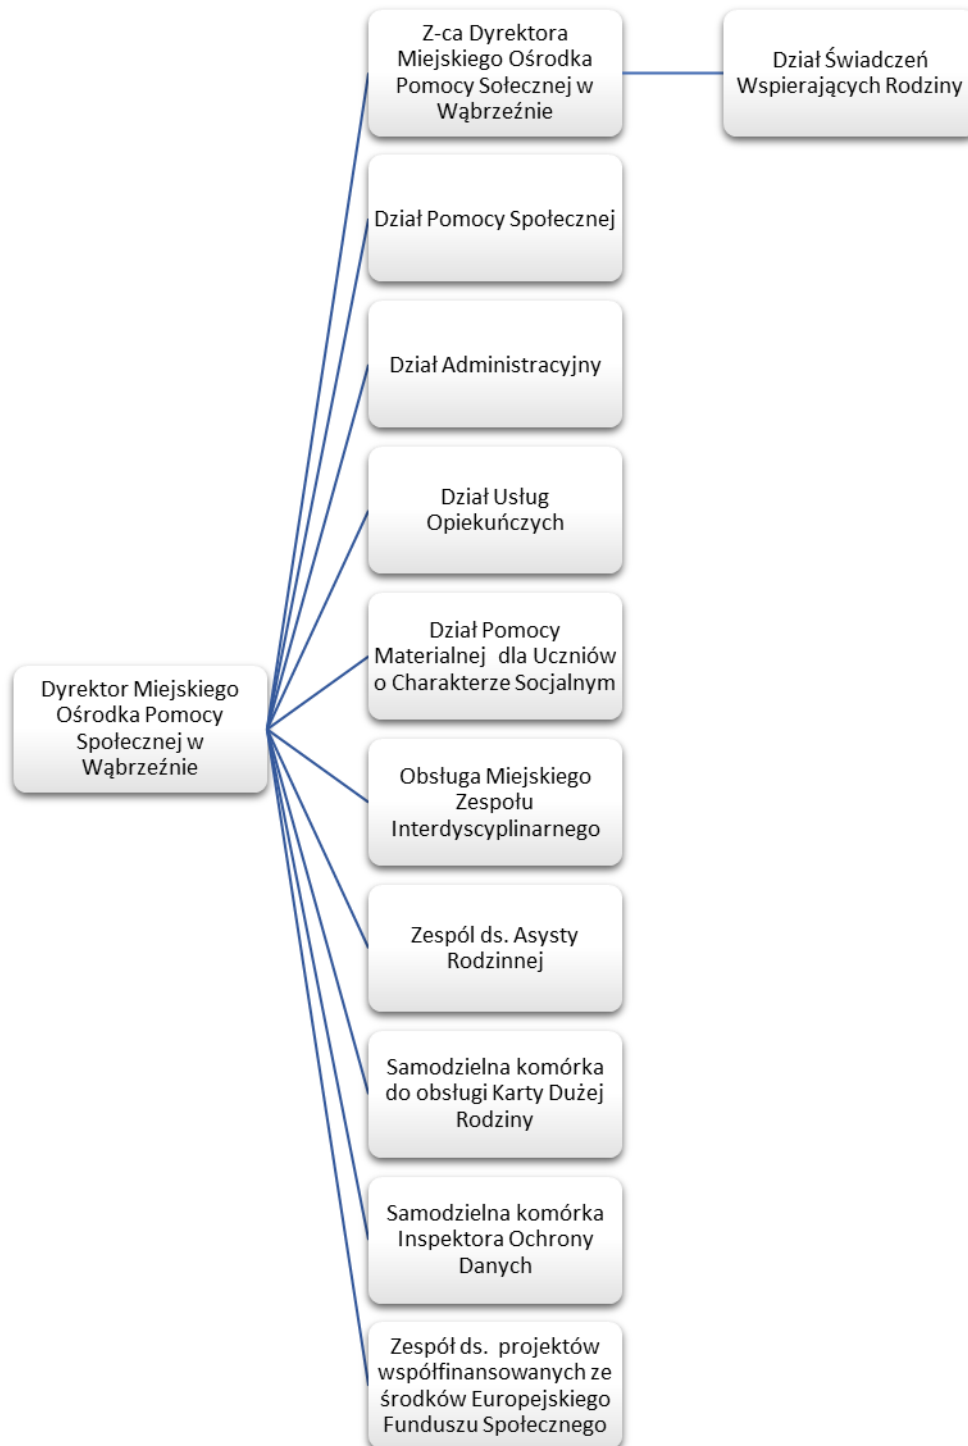 Z-ca Dyrektora
Miejskiego Ośrodka
Pomocy Sołecznej w
Wąbrzeźnie
Dział Świadczeń
Wspierających Rodziny
Dział Pomocy Społecznej
Dział Administracyjny
Dział Usług
Opiekuńczych
Dział Pomocy
Materialnej dla Uczniów
o Charakterze Socjalnym
Dyrektor Miejskiego
Ośrodka Pomocy
Społecznej w
Wąbrzeźnie
Obsługa Miejskiego
Zespołu
Interdyscyplinarnego
Zespól ds. Asysty
Rodzinnej
Samodzielna komórka
do obsługi Karty Dużej
Rodziny
Samodzielna komórka
Inspektora Ochrony
Danych
Zespół ds. projektów
współfinansowanych ze
środków Europejskiego
Funduszu Społecznego